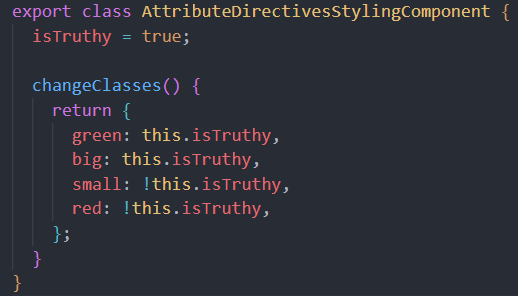 export class AttributeDirectivesStylingComponent {
  isTruthy = true;

  changeClasses() {
    return {
      green: this.isTruthy,
      big: this.isTruthy,
      small: !this.isTruthy,
      red: !this.isTruthy,
    };
  }
}